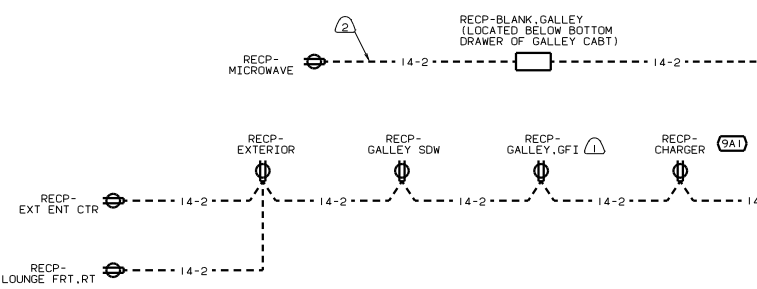 2
RECP-BLANK,GALLEY
(LOCATED BELOW BOTTOM
DRAWER OF GALLEY CABT)
RECP-
MICROWAVE
14-2
14-2
RECP-
EXTERIOR
RECP-
GALLEY SDW
RECP-
GALLEY,GFI
1
RECP-
CHARGER
9A1
RECP-
EXT ENT CTR
14-2
14-2
14-2
14-2
14
RECP-
LOUNGE FRT,RT
14-2